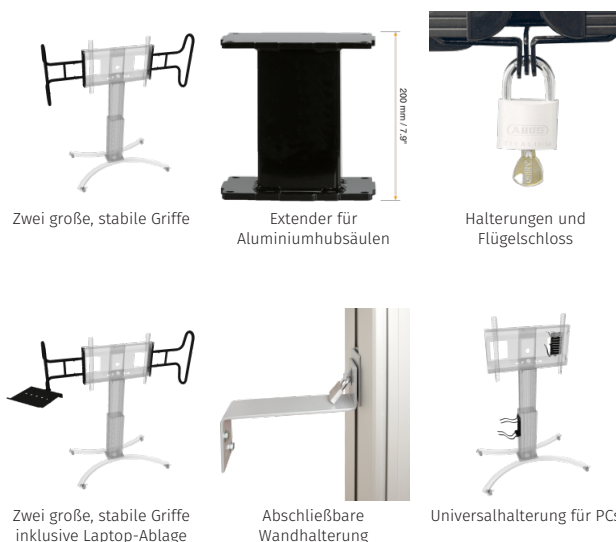 200 mm / 7.9"
ABUS
Zwei große, stabile Griffe
Extender für
Aluminiumhubsäulen
Halterungen und
Flügelschloss
Zwei große, stabile Griffe
inklusive Laptop-Ablage
Abschließbare
Wandhalterung
Universalhalterung für PCs